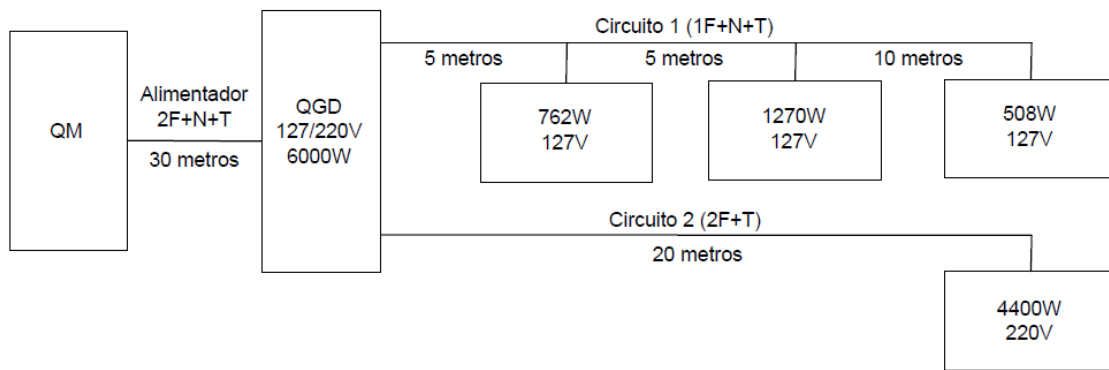 QM
Alimentador
2F+N+T
30 metros
QGD
127/220V
6000W
Circuito 1 (1F+N+T)
5 metros
5 metros
10 metros
762W
127V
1270W
127V
508W
127V
Circuito 2 (2F+T)
20 metros
4400W
220V